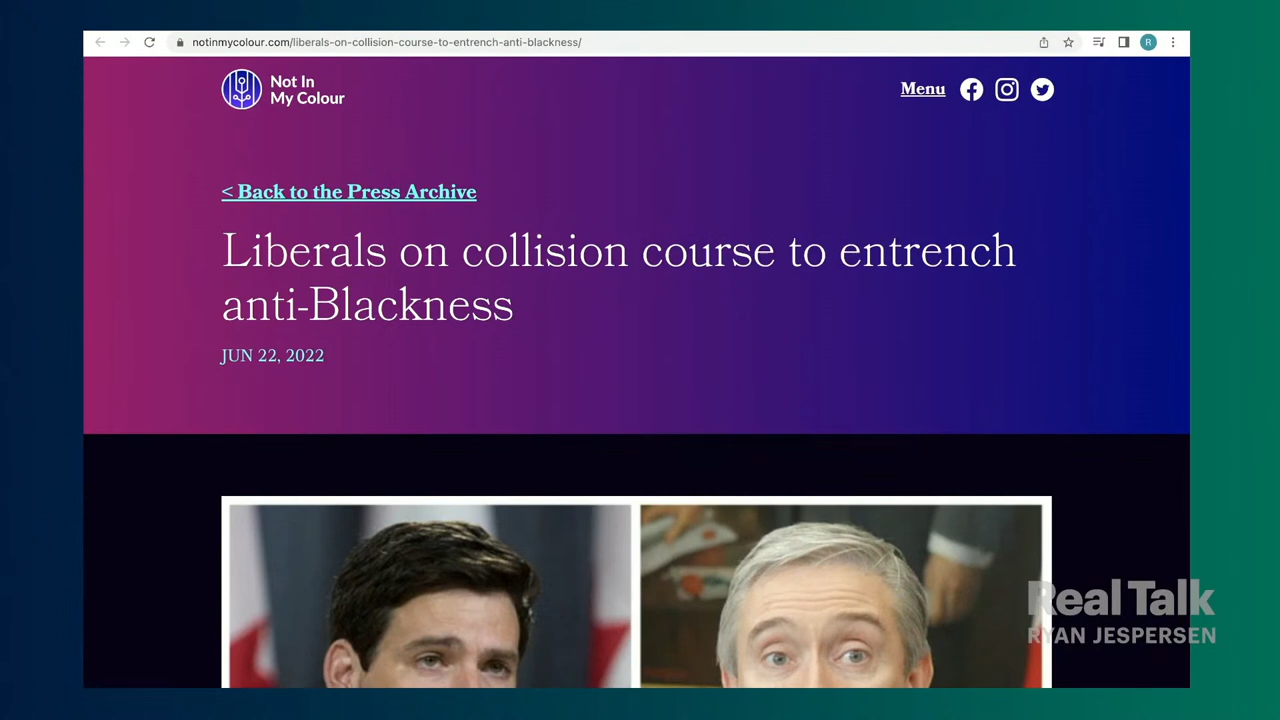 notinmycolour.com/liberals-on-collision-course-to-entrench-anti-blackness/
R
Not In
My Colour
Menu
< Back to the Press Archive
Liberals on collision course to entrench
anti-Blackness
JUN 22, 2022
Real Talk
RYAN JESPERSEN